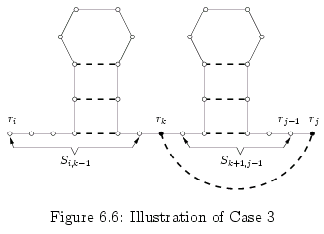 r_i r_k r_{j−1} r_j
S_{i,k−1} S_{k+1,j−1}
Figure 6.6: Illustration of Case 3